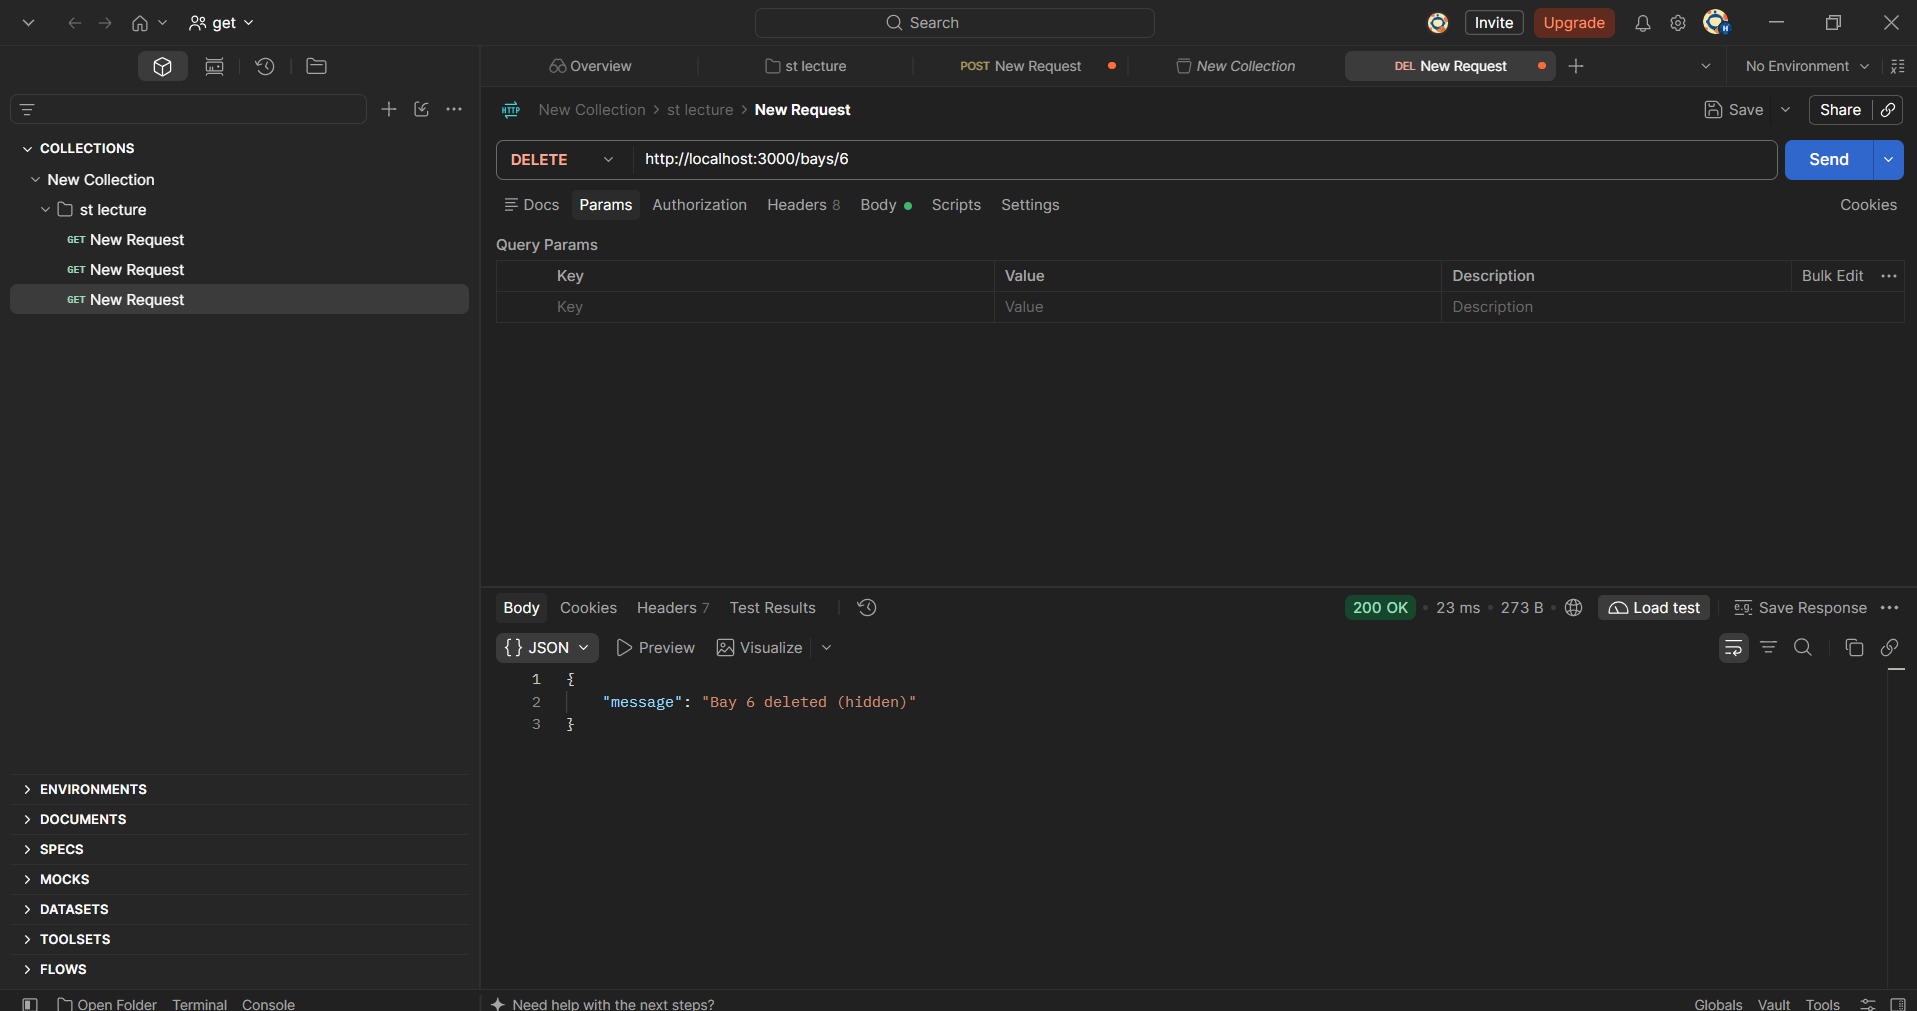 get
Search
Invite
Upgrade
H
Overview
st lecture
POST New Request
New Collection
DEL New Request
No Environment
COLLECTIONS
New Collection
st lecture
GET New Request
GET New Request
GET New Request
HTTP New Collection > st lecture > New Request
Save
Share
DELETE
http://localhost:3000/bays/6
Send
Docs
Params
Authorization
Headers 8
Body
Scripts
Settings
Cookies
Query Params
Key
Value
Description
Bulk Edit
Key
Value
Description
Body
Cookies
Headers 7
Test Results
200 OK
23 ms
273 B
Load test
e.g. Save Response
{} JSON
Preview
Visualize
1 {
2 "message": "Bay 6 deleted (hidden)"
3 }
ENVIRONMENTS
DOCUMENTS
SPECS
MOCKS
DATASETS
TOOLSETS
FLOWS
Open Folder
Terminal
Console
Need help with the next steps?
Globals
Vault
Tools